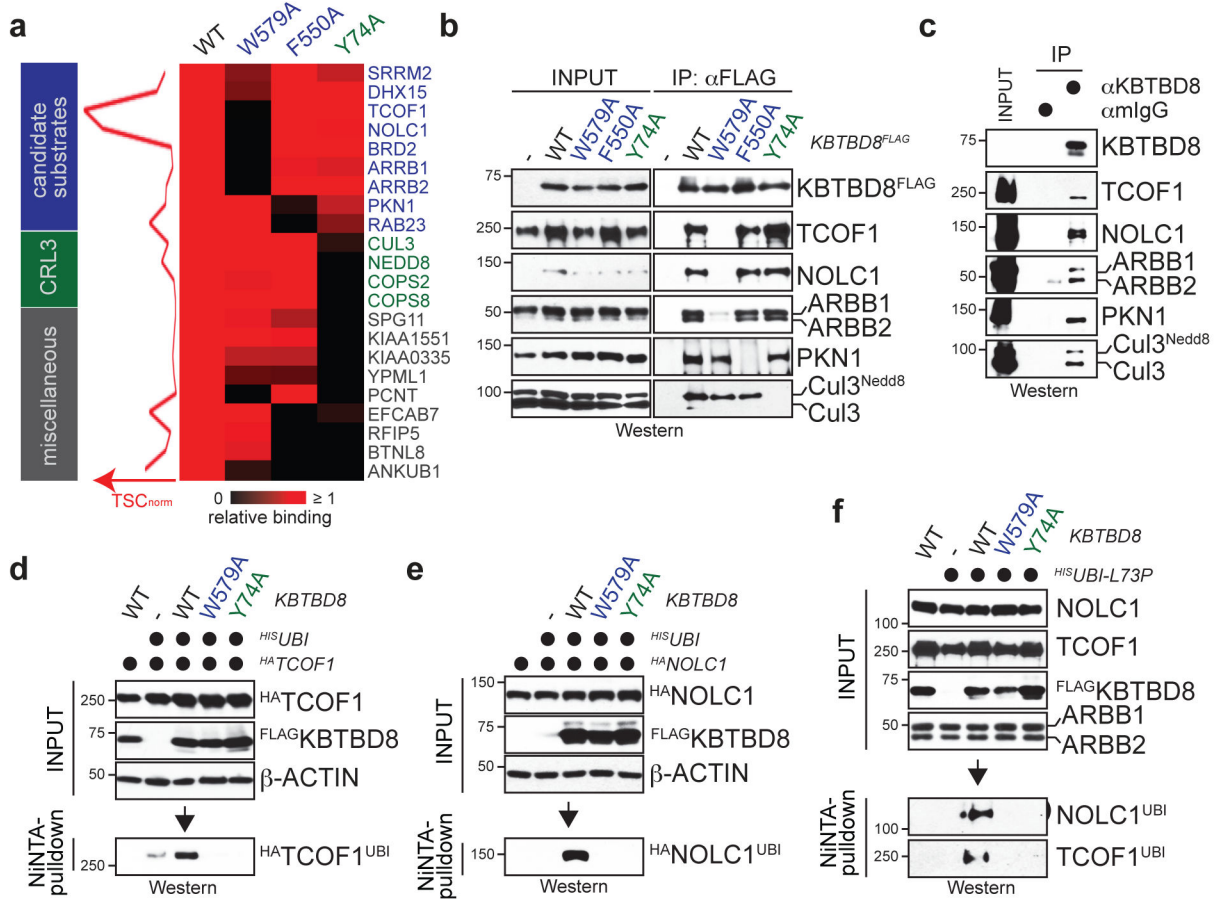 a
WT W579A F550A Y74A
candidate substrates
CRL3
miscellaneous
SRRM2
DHX15
TCOF1
NOLC1
BRD2
ARRB1
ARRB2
PKN1
RAB23
CUL3
NEDD8
COPS2
COPS8
SPG11
KIAA1551
KIAA0335
YPML1
PCNT
EFCAB7
RFIP5
BTNL8
ANKUB1
TSCnorm
0 ≥ 1
relative binding
b
INPUT IP: αFLAG
- WT W579A F550A Y74A - WT W579A F550A Y74A KBTBD8FLAG
75 KBTBD8FLAG
250 TCOF1
150 NOLC1
50 ARBB1
ARBB2
PKN1
100 Cul3Nedd8
Cul3
Western
c
INPUT IP
αKBTBD8
αmIgG
75 KBTBD8
250 TCOF1
150 NOLC1
50 ARBB1
ARBB2
150 PKN1
100 Cul3Nedd8
Cul3
Western
d
WT - WT W579A Y74A KBTBD8
HISUBI
HATCOF1
INPUT
250 HATCOF1
75 FLAGKBTBD8
50 β-ACTIN
NiNTA-pulldown
250 HATCOF1UBI
Western
e
- WT W579A Y74A KBTBD8
HISUBI
HANOLC1
INPUT
150 HANOLC1
75 FLAGKBTBD8
50 β-ACTIN
NiNTA-pulldown
150 HANOLC1UBI
Western
f
WT - WT W579A Y74A KBTBD8
HISUBI-L73P
INPUT
NOLC1
100
250 TCOF1
75 FLAGKBTBD8
50 ARBB1
ARBB2
NiNTA-pulldown
NOLC1UBI
100
250 TCOF1UBI
Western